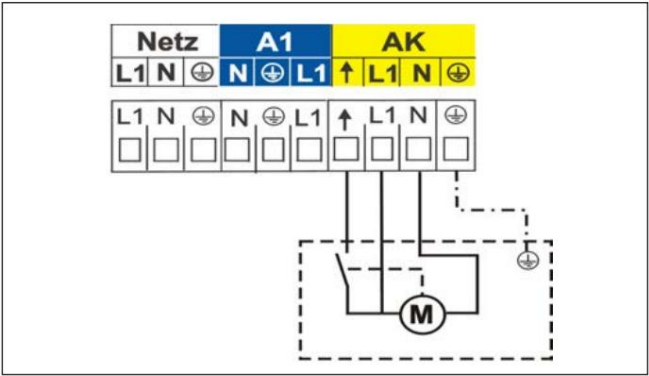 Netz A1 AK
L1 N ⏚ N ⏚ L1 ↑ L1 N ⏚
L1 N ⏚ N ⏚ L1 ↑ L1 N ⏚
⏚
M